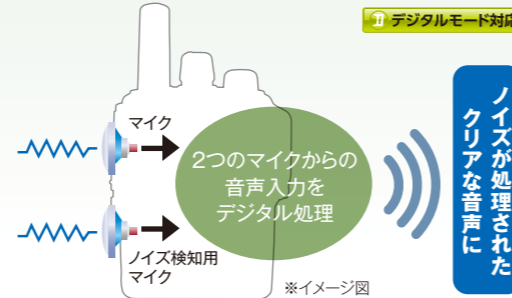 デジタルモード対応
マイク
2つのマイクからの
音声入力を
デジタル処理
ノイズ検知用
マイク
※イメージ図
ノイズが処理された
クリアな音声に